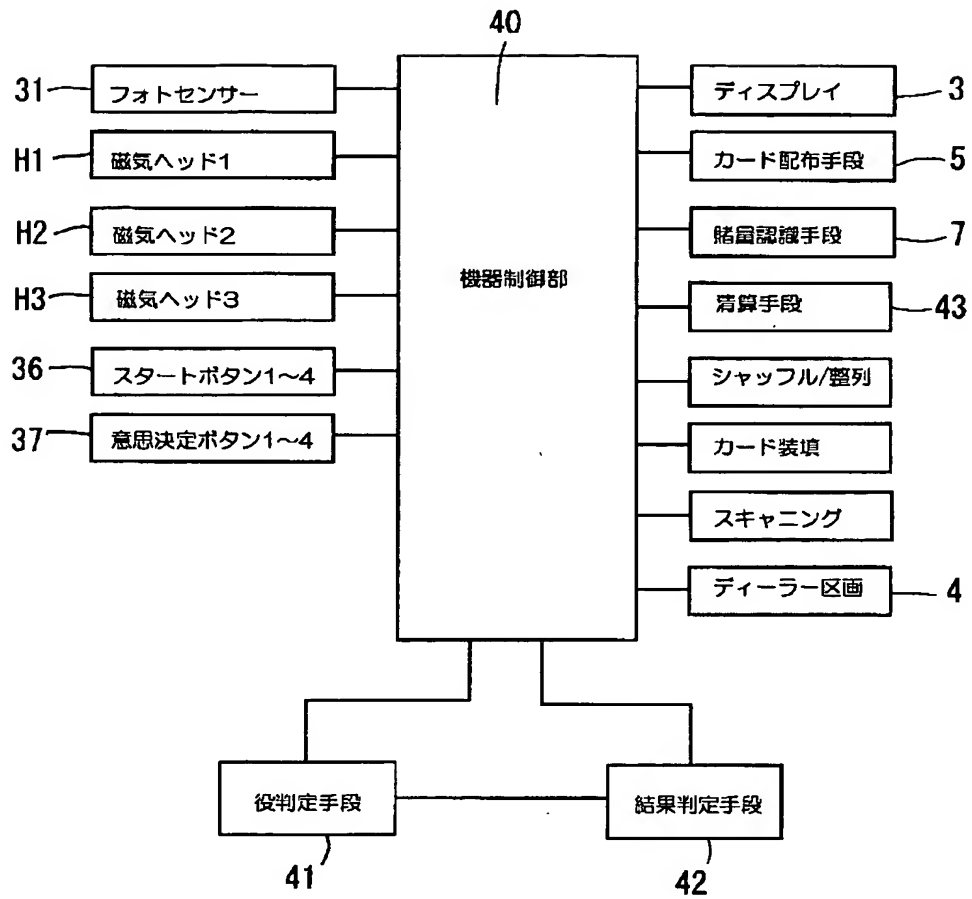 40
31 フォトセンサー
H1 磁気ヘッド1
H2 磁気ヘッド2
H3 磁気ヘッド3
36 スタートボタン1~4
37 意思決定ボタン1~4
機器制御部
ディスプレイ 3
カード配布手段 5
賭量認識手段 7
清算手段 43
シャッフル/整列
カード装填
スキャニング
ディーラー区画 4
役判定手段
41
結果判定手段
42